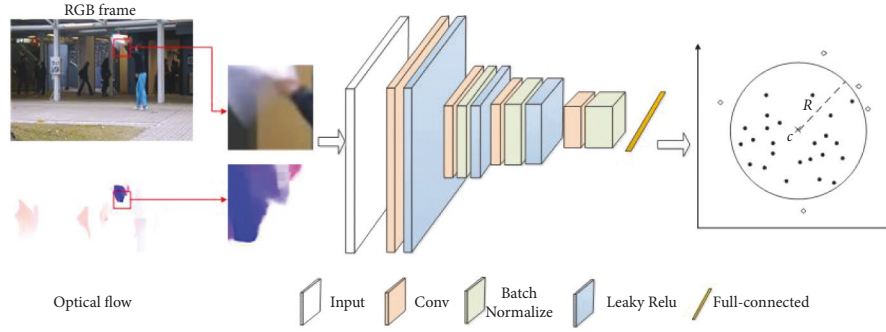 RGB frame
R
c
Optical flow
Input
Conv
Batch
Normalize
Leaky Relu
Full-connected